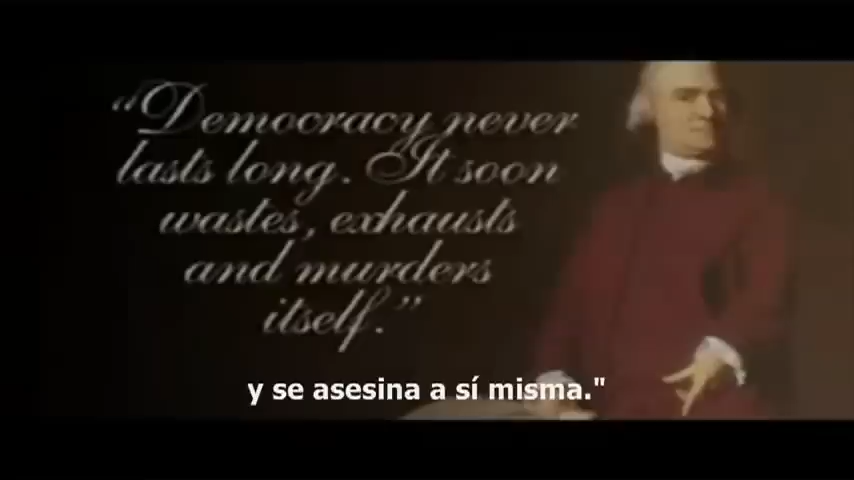 “Democracy never
lasts long. It soon
wastes, exhausts
and murders
itself.”
y se asesina a sí misma."